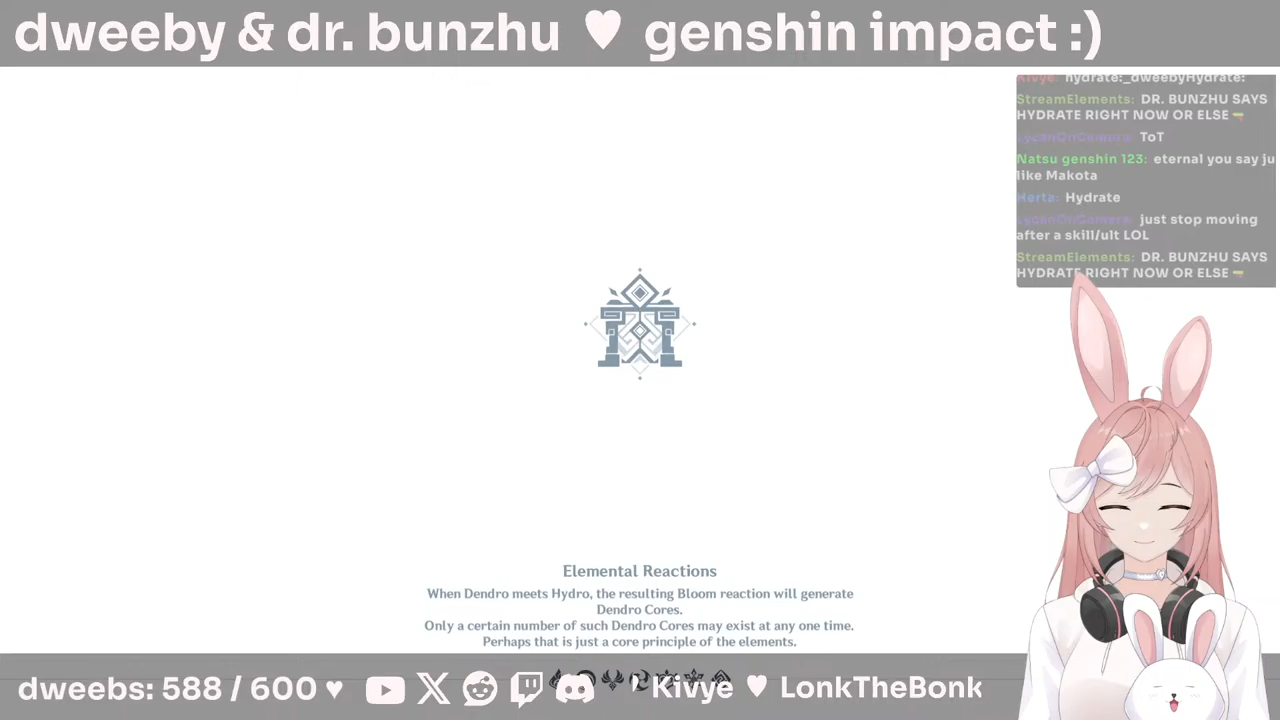 dweeby & dr. bunzhu ♥ genshin impact :)
Kivye: hydrate:_dweebyHydrate:
StreamElements: DR. BUNZHU SAYS
HYDRATE RIGHT NOW OR ELSE
ToT
Natsu genshin 123: eternal you say ju
like Makota
Herta: Hydrate
just stop moving
after a skill/ult LOL
StreamElements: DR. BUNZHU SAYS
HYDRATE RIGHT NOW OR ELSE
Elemental Reactions
When Dendro meets Hydro, the resulting Bloom reaction will generate
Dendro Cores.
Only a certain number of such Dendro Cores may exist at any one time.
Perhaps that is just a core principle of the elements.
dweebs: 588 / 600 ♥ Kivye ♥ LonkTheBonk